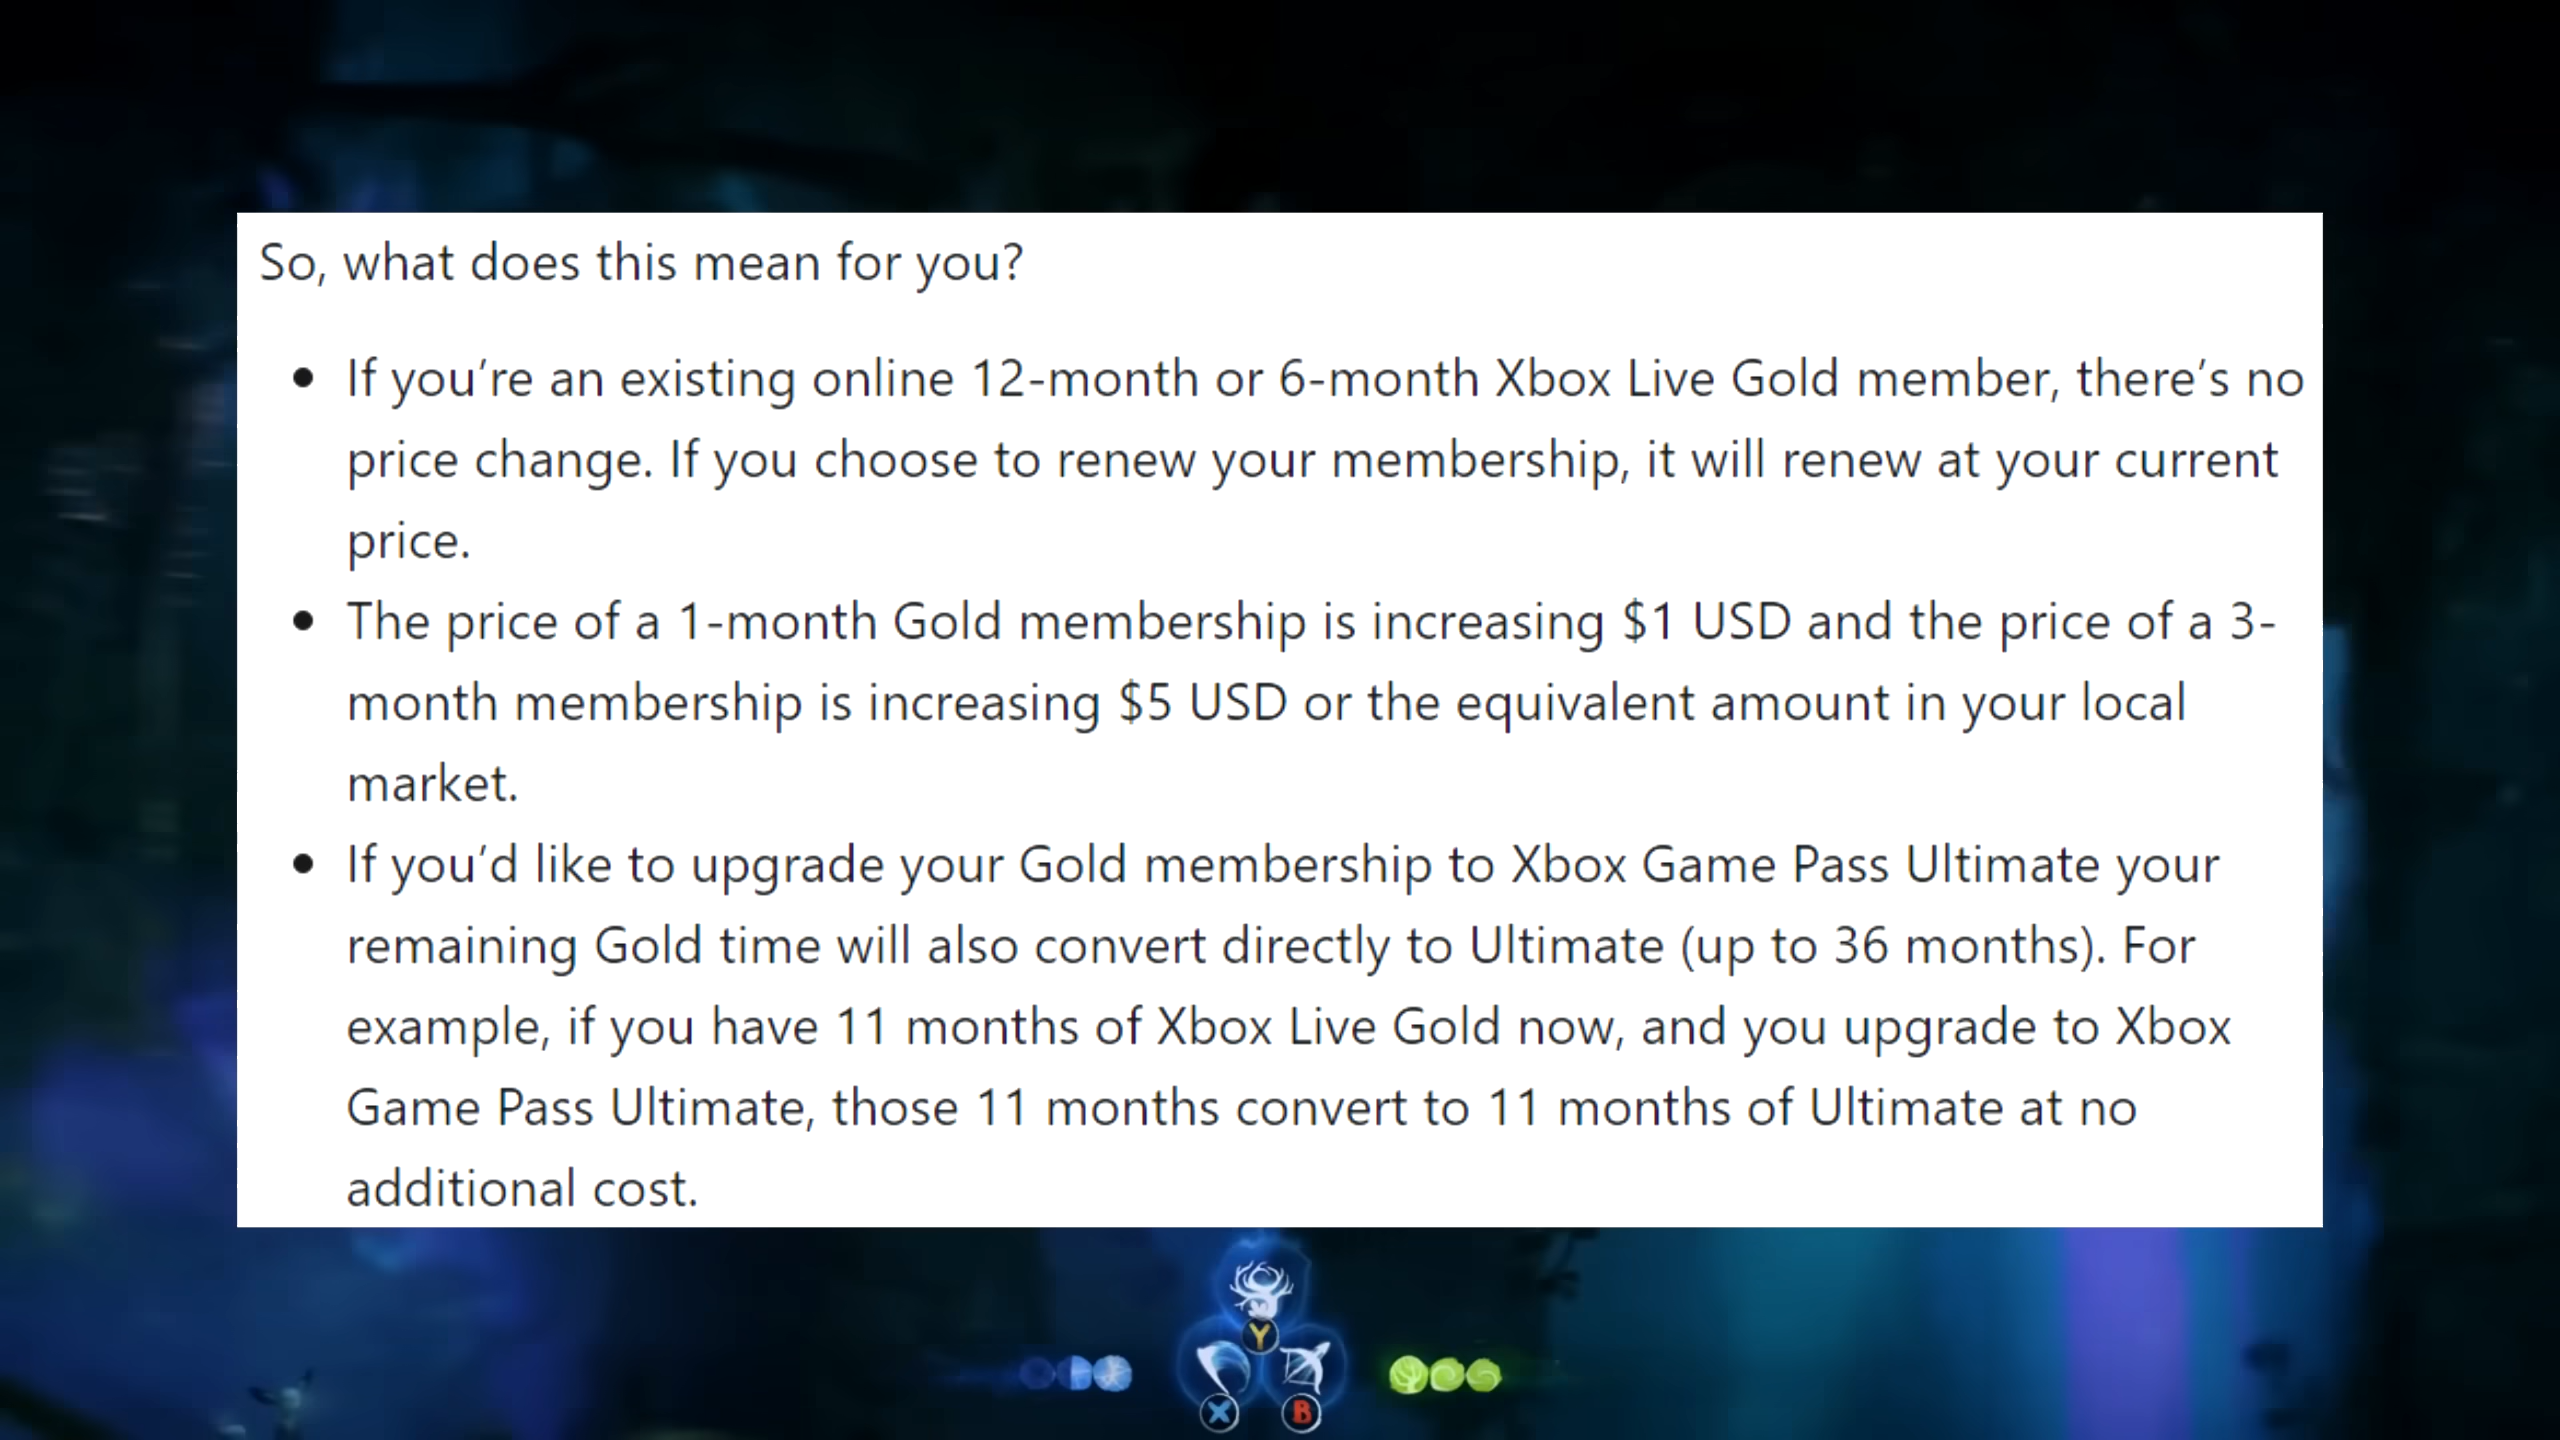 So, what does this mean for you?
• If you’re an existing online 12-month or 6-month Xbox Live Gold member, there’s no
price change. If you choose to renew your membership, it will renew at your current
price.
• The price of a 1-month Gold membership is increasing $1 USD and the price of a 3-
month membership is increasing $5 USD or the equivalent amount in your local
market.
• If you’d like to upgrade your Gold membership to Xbox Game Pass Ultimate your
remaining Gold time will also convert directly to Ultimate (up to 36 months). For
example, if you have 11 months of Xbox Live Gold now, and you upgrade to Xbox
Game Pass Ultimate, those 11 months convert to 11 months of Ultimate at no
additional cost.
Y
X B